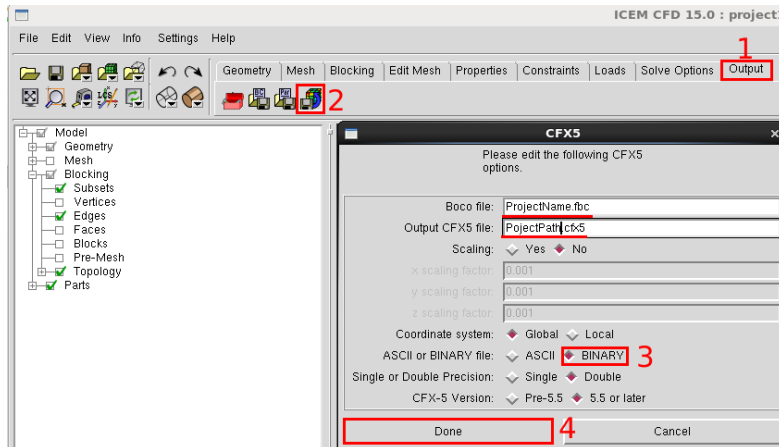 ICEM CFD 15.0 : project
File Edit View Info Settings Help
1
Geometry Mesh Blocking Edit Mesh Properties Constraints Loads Solve Options Output
2
Model
Geometry
Mesh
Blocking
Subsets
Vertices
Edges
Faces
Blocks
Pre-Mesh
Topology
Parts
CFX5
Please edit the following CFX5
options.
Boco file: ProjectName.fbc
Output CFX5 file: PojectPath.cfx5
Scaling: Yes No
x scaling factor: 0.001
y scaling factor: 0.001
z scaling factor: 0.001
Coordinate system: Global Local
ASCII or BINARY file: ASCII BINARY 3
Single or Double Precision: Single Double
CFX-5 Version: Pre-5.5 5.5 or later
Done 4 Cancel